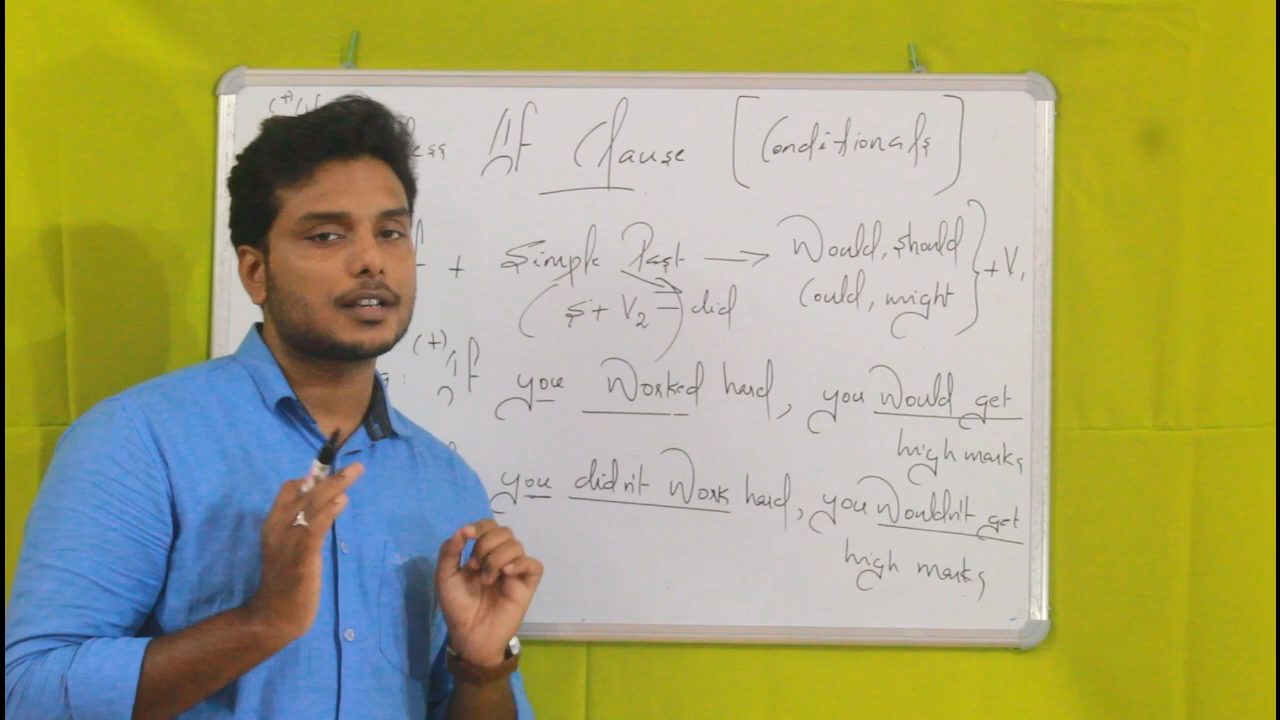 If Clause [Conditionals]
+ Simple Past → Would, should
(S + V2 = did) Could, might } + V1
(+) If you Worked hard, you Would get
high marks
you didn't Work hard, you Wouldn't get
high marks